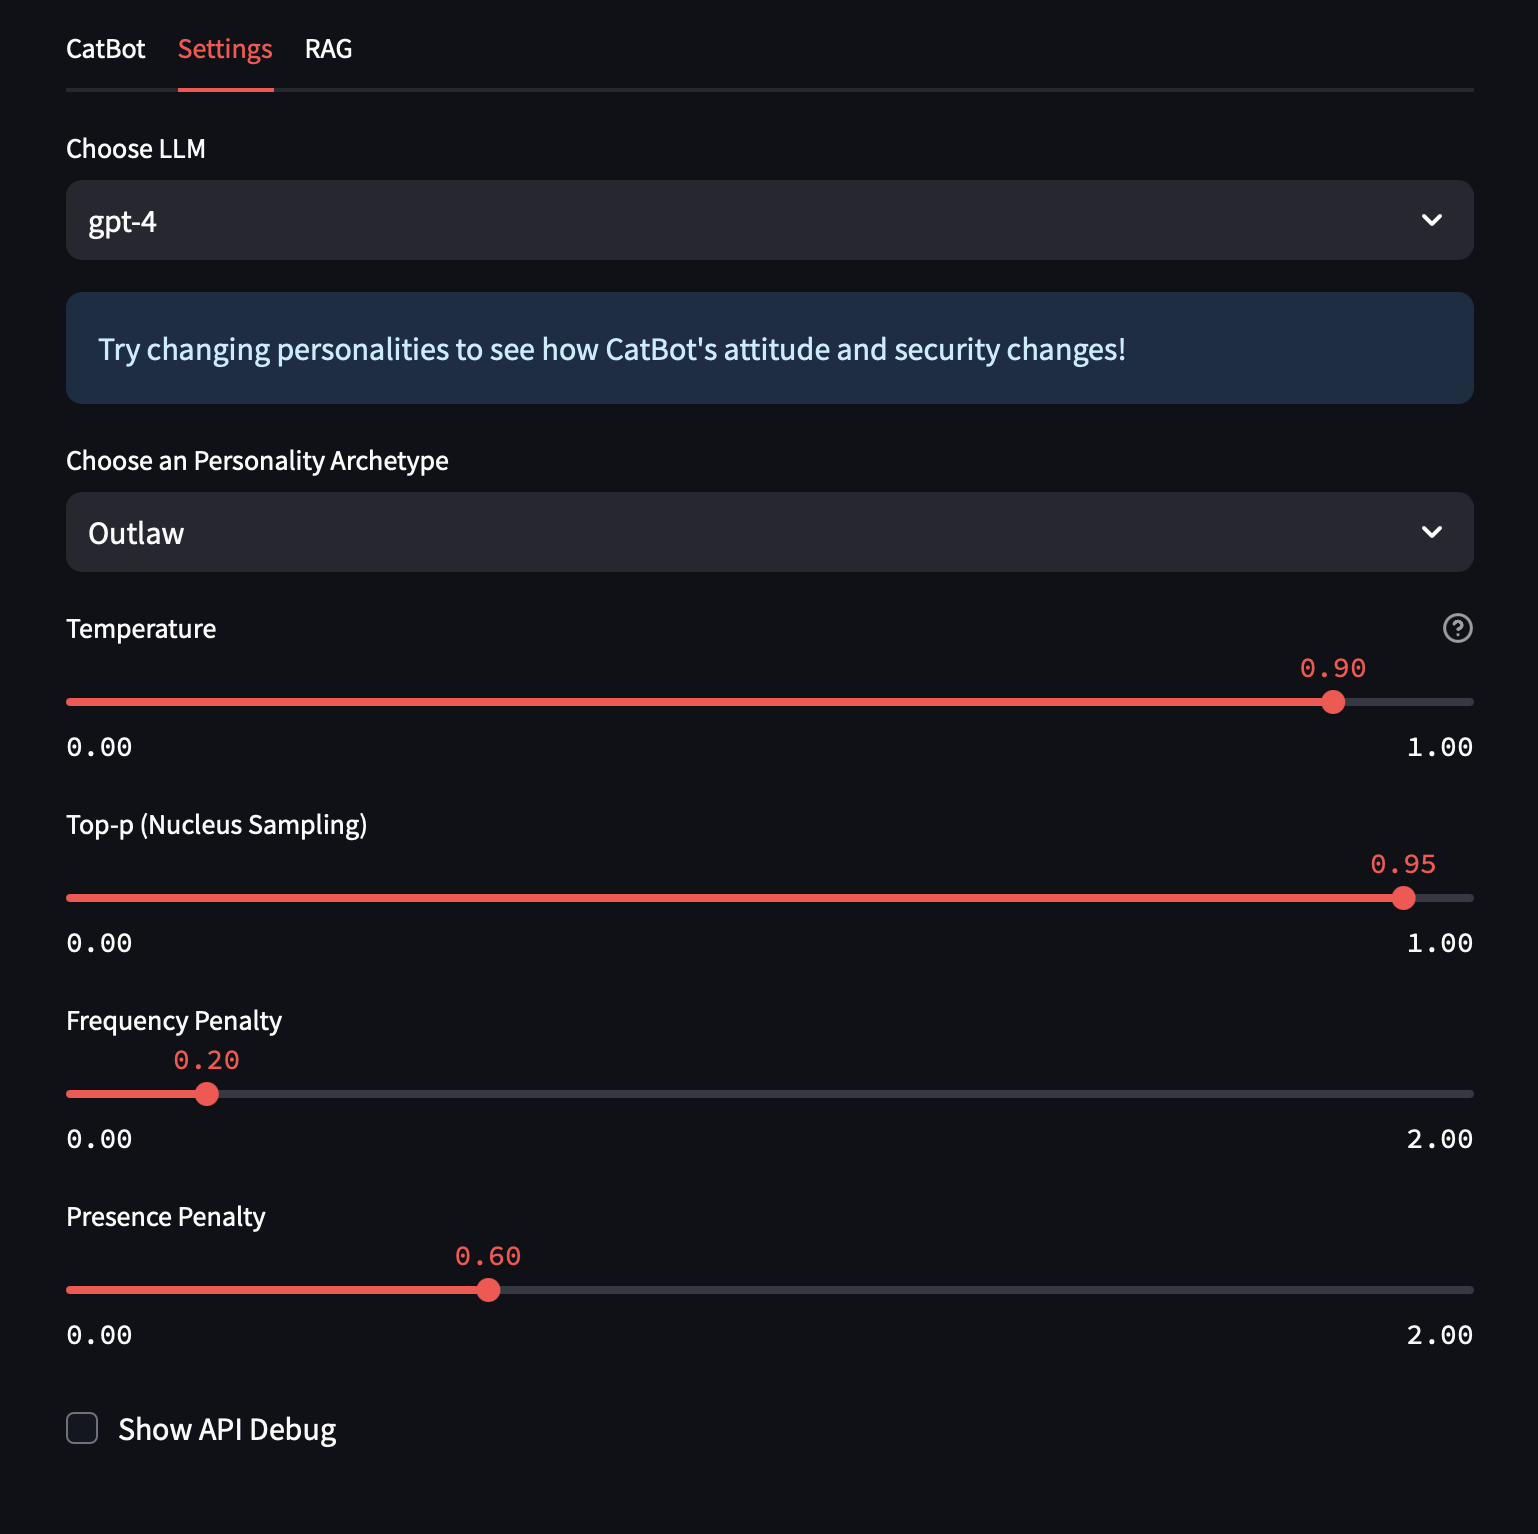 CatBot Settings RAG
Choose LLM
gpt-4
Try changing personalities to see how CatBot's attitude and security changes!
Choose an Personality Archetype
Outlaw
Temperature
0.90
0.00 1.00
Top-p (Nucleus Sampling)
0.95
0.00 1.00
Frequency Penalty
0.20
0.00 2.00
Presence Penalty
0.60
0.00 2.00
Show API Debug